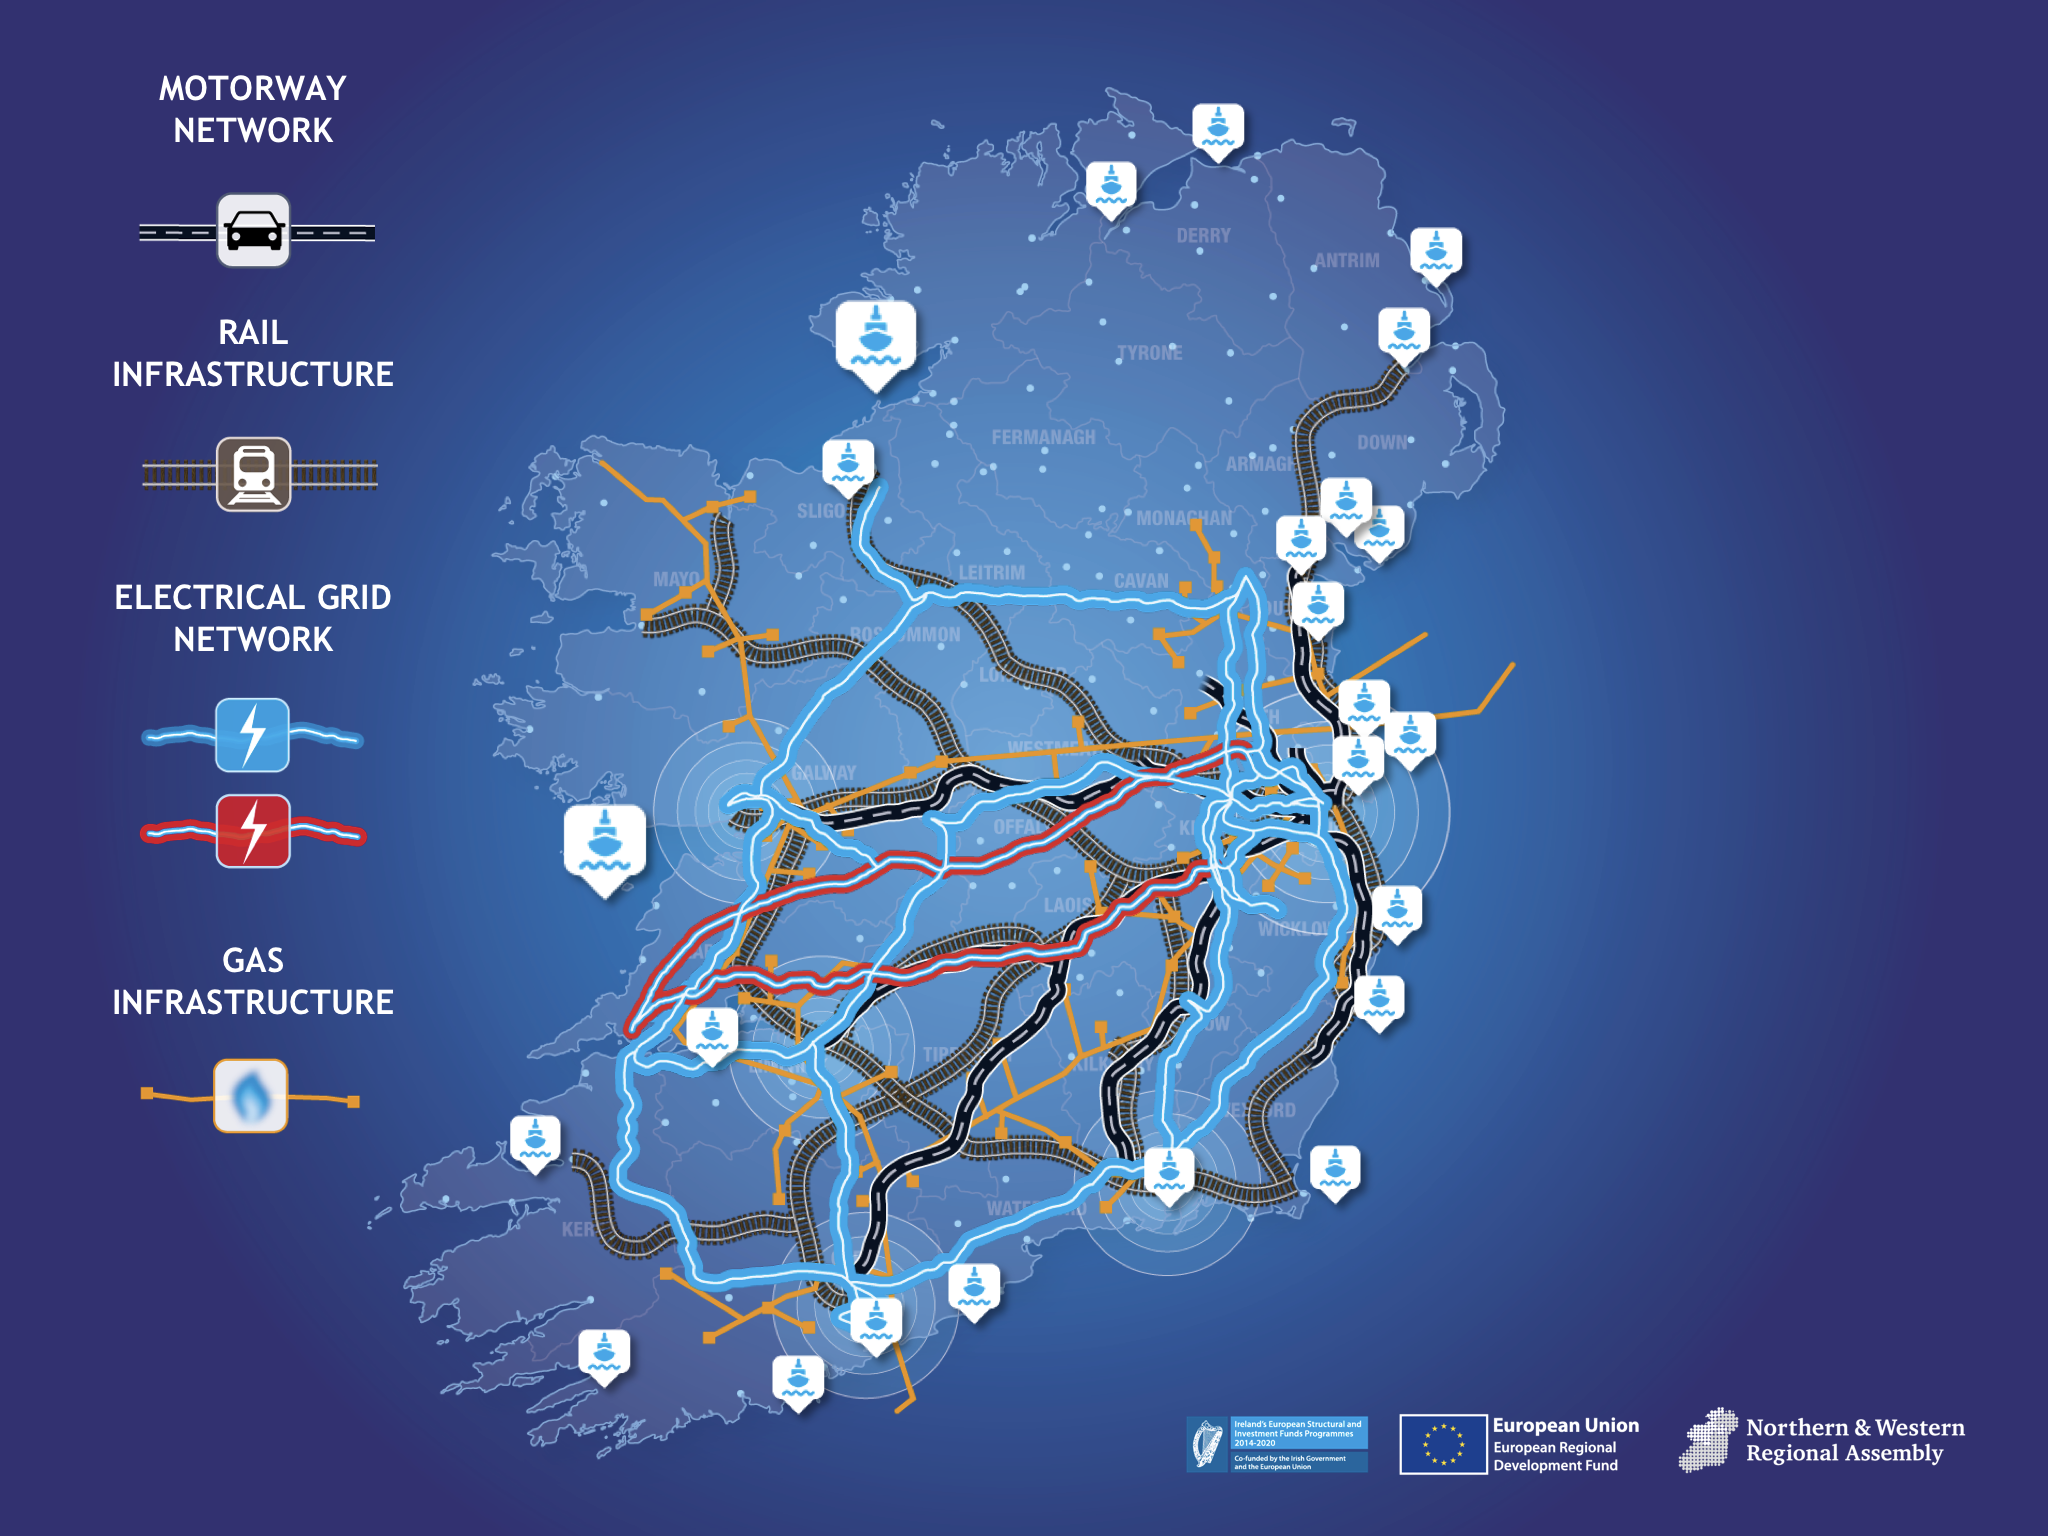 MOTORWAY
NETWORK
RAIL
INFRASTRUCTURE
ELECTRICAL GRID
NETWORK
GAS
INFRASTRUCTURE
DERRY
ANTRIM
TYRONE
FERMANAGH
DOWN
ARMAGH
SLIGO
MONAGHAN
LEITRIM
CAVAN
MAYO
GALWAY
LAOIS
WICKLOW
Ireland's European Structural and
Investment Funds Programmes
2014-2020
Co-funded by the Irish Government
and the European Union
European Union
European Regional
Development Fund
Northern & Western
Regional Assembly